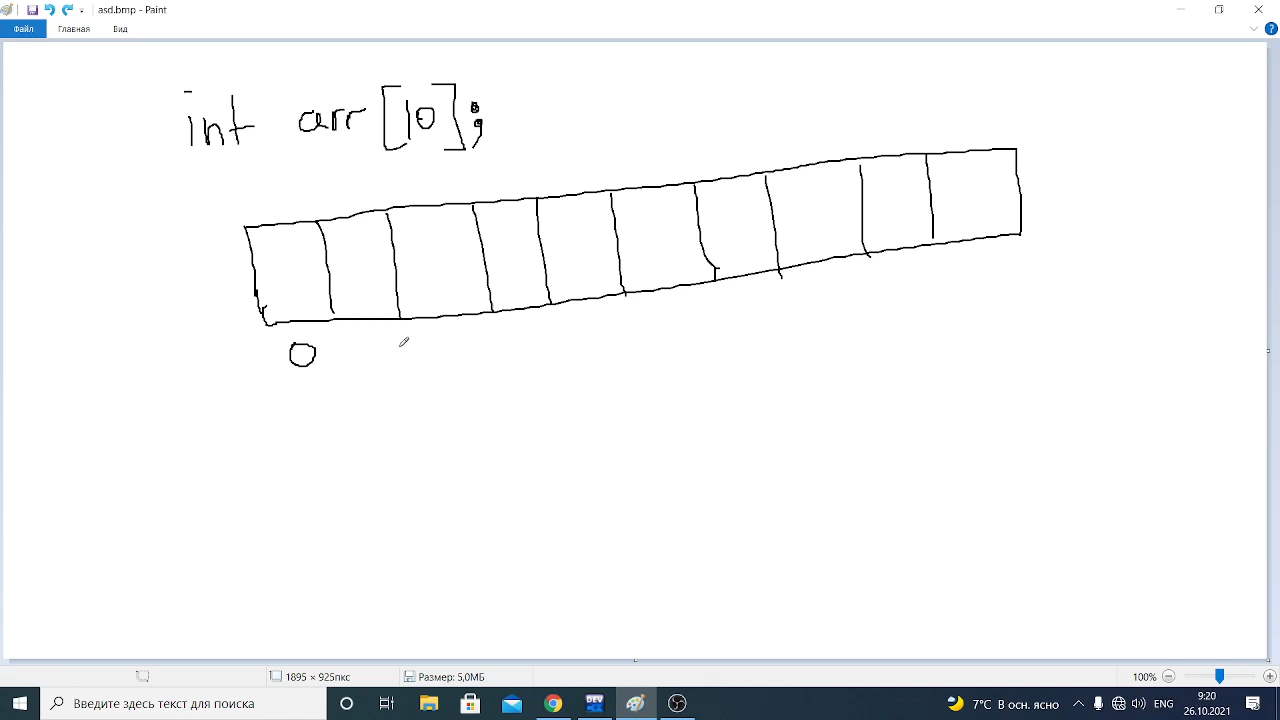 asd.bmp - Paint
Файл Главная Вид
int arr [10];
0
1895 × 925пкс
Размер: 5,0МБ
100%
Введите здесь текст для поиска
DEV
7°C В осн. ясно
ENG
9:20
26.10.2021